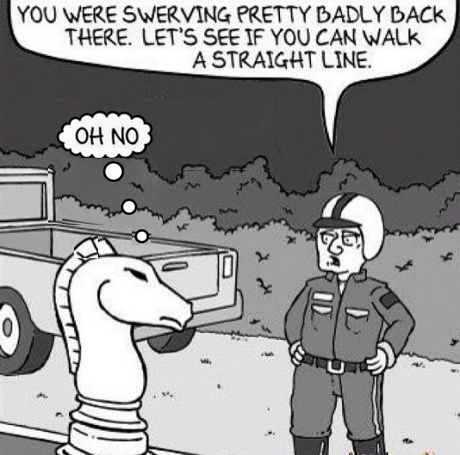 YOU WERE SWERVING PRETTY BADLY BACK
THERE. LET'S SEE IF YOU CAN WALK
A STRAIGHT LINE.
OH NO